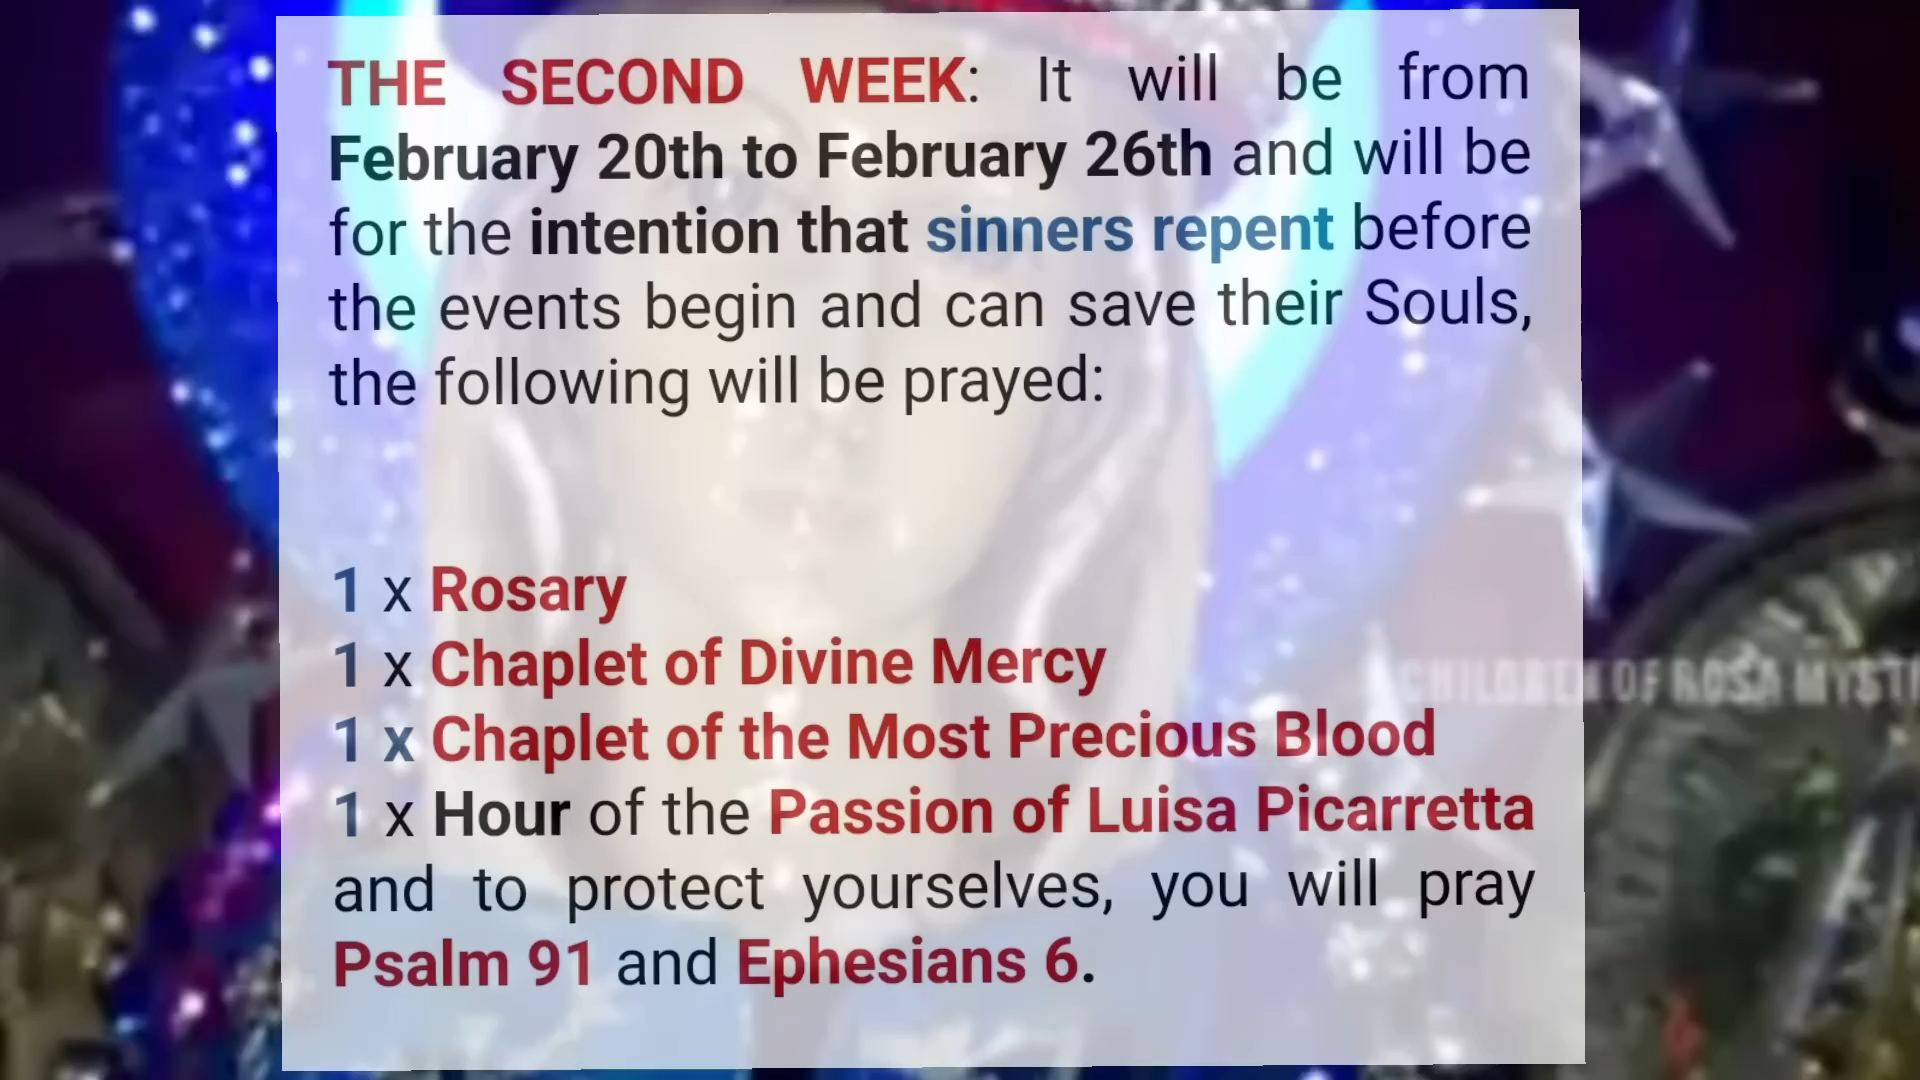 THE SECOND WEEK: It will be from
February 20th to February 26th and will be
for the intention that sinners repent before
the events begin and can save their Souls,
the following will be prayed:
1 x Rosary
1 x Chaplet of Divine Mercy
1 x Chaplet of the Most Precious Blood
1 x Hour of the Passion of Luisa Picarretta
and to protect yourselves, you will pray
Psalm 91 and Ephesians 6.
CHILDREN OF ROSA